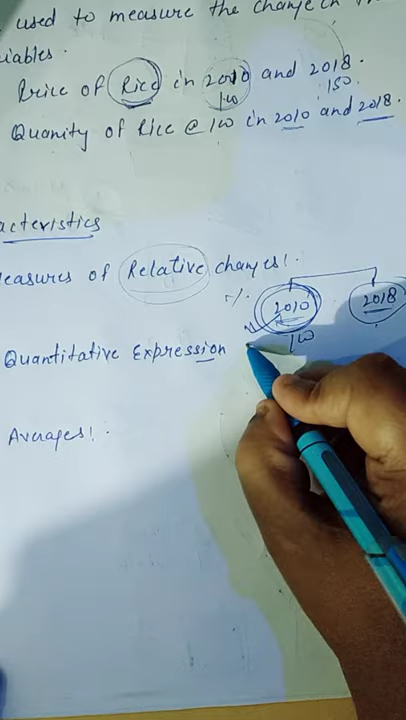 used to measure the change in
iables.
Price of Rice in 2010 and 2018.
100 150
Quanity of Rice @ 100 in 2010 and 2018.
acteristics
easures of Relative changes!.
%. 2010 2018
100
Quantitative Expression
Averages!.